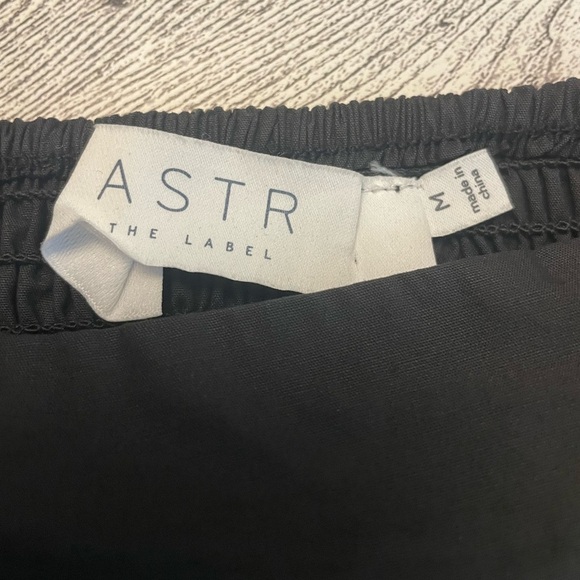 ASTR
THE LABEL
M
made in
china